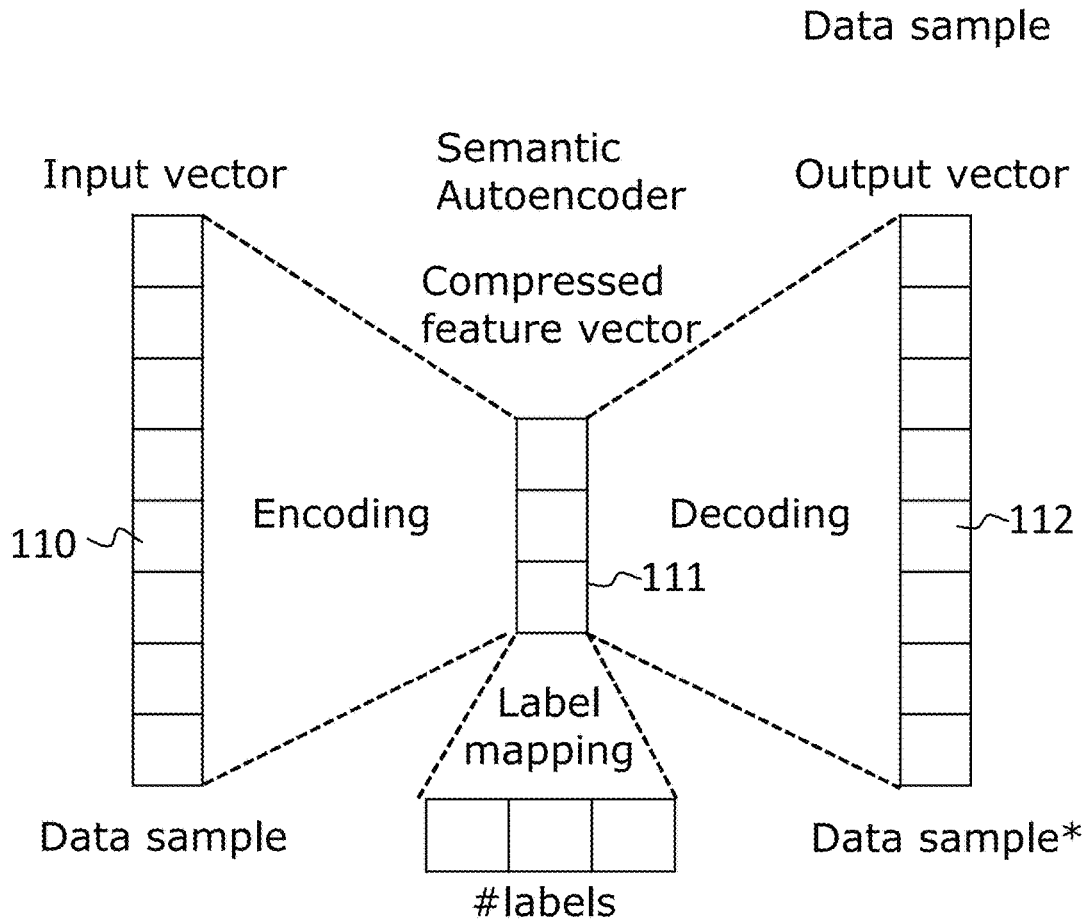 Data sample
Input vector
Semantic
Autoencoder
Output vector
Compressed
feature vector
Encoding
Decoding
110
112
111
Label
mapping
Data sample
Data sample*
#labels